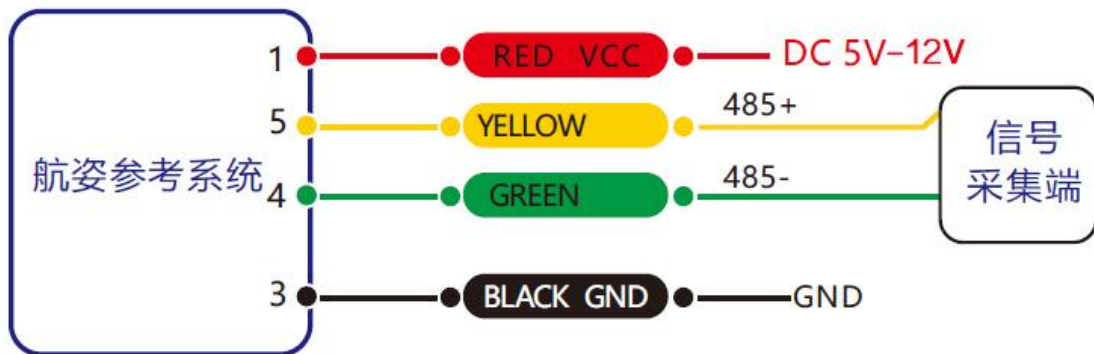 1 RED VCC DC 5V-12V
5 YELLOW 485+
航姿参考系统
4 GREEN 485-
信号
采集端
3 BLACK GND GND